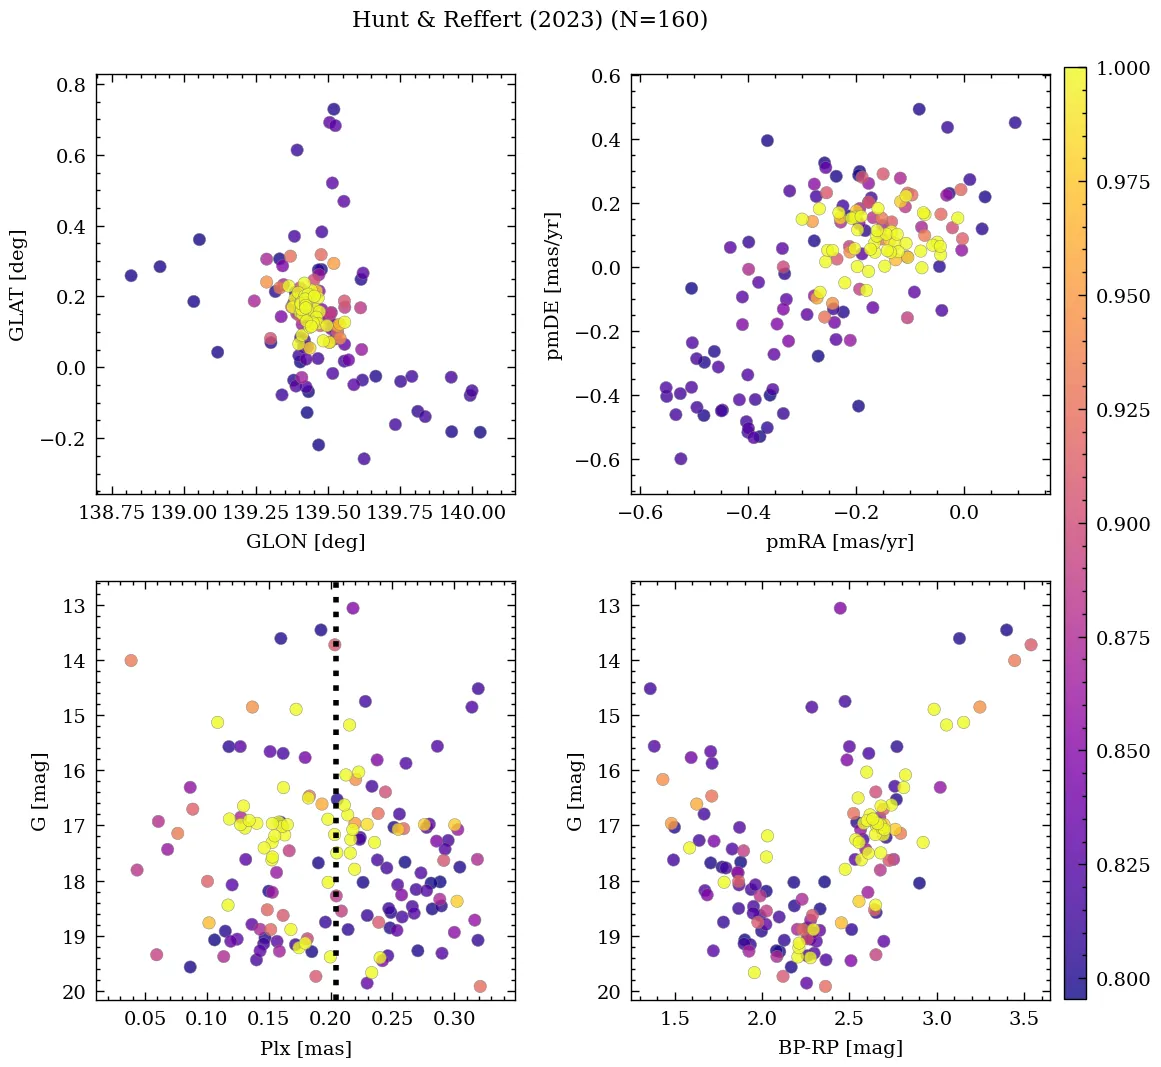 Hunt & Reffert (2023) (N=160)
0.8
0.6
0.4
0.2
0.0
−0.2
GLAT [deg]
138.75 139.00 139.25 139.50 139.75 140.00
GLON [deg]
0.6
0.4
0.2
0.0
−0.2
−0.4
−0.6
pmDE [mas/yr]
−0.6 −0.4 −0.2 0.0
pmRA [mas/yr]
13
14
15
16
17
18
19
20
G [mag]
0.05 0.10 0.15 0.20 0.25 0.30
Plx [mas]
13
14
15
16
17
18
19
20
G [mag]
1.5 2.0 2.5 3.0 3.5
BP-RP [mag]
1.000
0.975
0.950
0.925
0.900
0.875
0.850
0.825
0.800